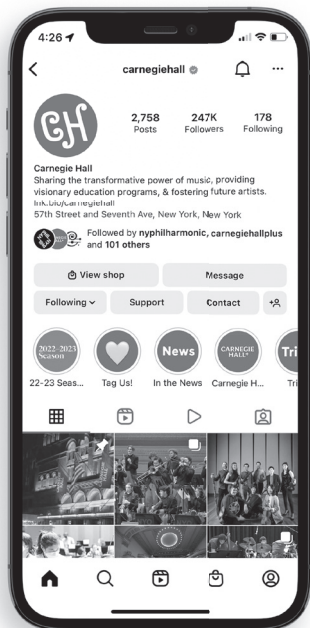 4:26
carnegiehall
CH
2,758
247K
178
Posts
Followers
Following
Carnegie Hall
Sharing the transformative power of music, providing
visionary education programs, & fostering future artists.
57th Street and Seventh Ave, New York, New York
Followed by nyphilharmonic, carnegiehallplus
and 101 others
View shop
Message
Following
Support
Contact
2022-2023
Season
News
CARNEGIE
HALL+
Tri
22-23 Seas...
Tag Us!
In the News
Carnegie H...